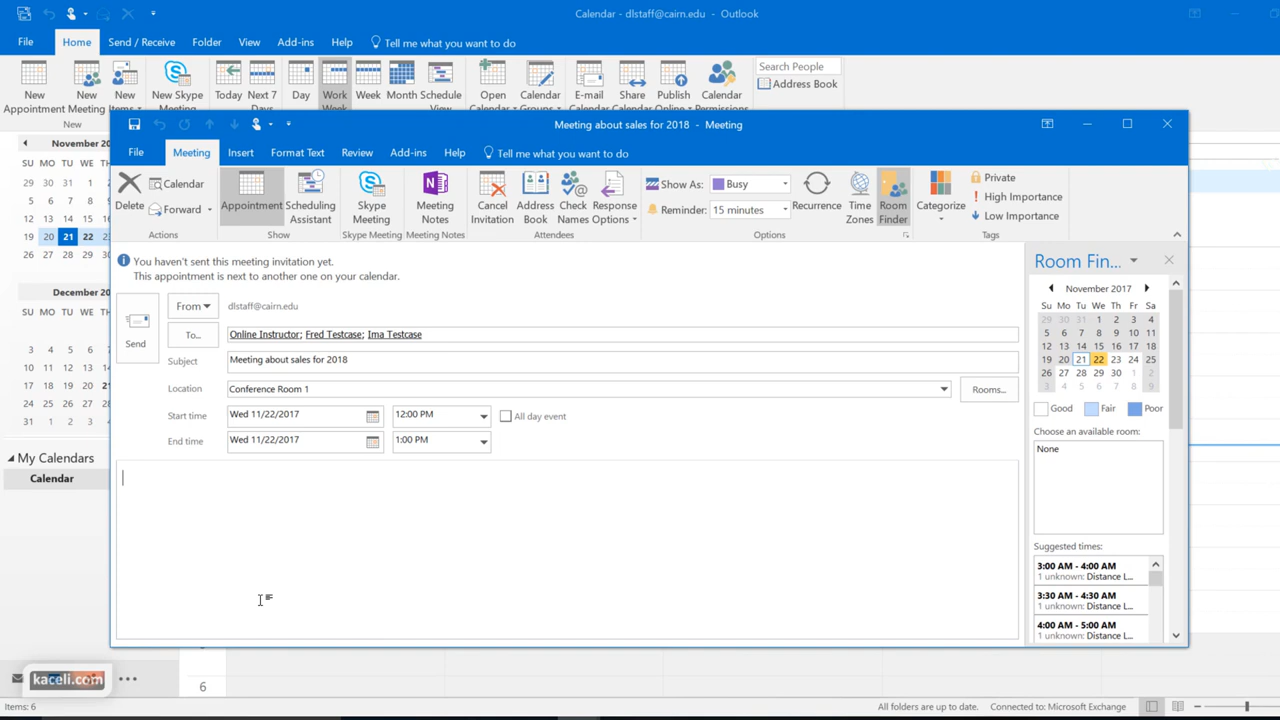 Calendar - dlstaff@cairn.edu - Outlook
File Home Send / Receive Folder View Add-ins Help Tell me what you want to do
New Appointment New Meeting New Items New Skype Meeting Today Next 7 Days Day Work Week Week Month Schedule View Open Calendar Calendar Groups E-mail Calendar Share Calendar Publish Online Calendar Permissions Search People
Address Book
New
Meeting about sales for 2018 - Meeting
File Meeting Insert Format Text Review Add-ins Help Tell me what you want to do
Delete Calendar Forward Appointment Scheduling Assistant Skype Meeting Meeting Notes Cancel Invitation Address Book Check Names Response Options Show As: Busy Reminder: 15 minutes Recurrence Time Zones Room Finder Categorize Private High Importance Low Importance
Actions Show Skype Meeting Meeting Notes Attendees Options Tags
You haven't sent this meeting invitation yet.
This appointment is next to another one on your calendar.
Send
From dlstaff@cairn.edu
To... Online Instructor; Fred Testcase; Ima Testcase
Subject Meeting about sales for 2018
Location Conference Room 1 Rooms...
Start time Wed 11/22/2017 12:00 PM All day event
End time Wed 11/22/2017 1:00 PM
Room Fin...
November 2017
Su Mo Tu We Th Fr Sa
29 30 31 1 2 3 4
5 6 7 8 9 10 11
12 13 14 15 16 17 18
19 20 21 22 23 24 25
26 27 28 29 30 1 2
3 4 5 6 7 8 9
Good Fair Poor
Choose an available room:
None
Suggested times:
3:00 AM - 4:00 AM
1 unknown: Distance L...
3:30 AM - 4:30 AM
1 unknown: Distance L...
4:00 AM - 5:00 AM
1 unknown: Distance L...
November 20
SU MO TU WE
29 30 31 1
5 6 7 8
12 13 14 15
19 20 21 22
26 27 28 29
December 20
SU MO TU WE
3 4 5
10 11 12
17 18 19
24 25 26
31 1 2
My Calendars
Calendar
kaceli.com
6
Items: 6
All folders are up to date. Connected to: Microsoft Exchange